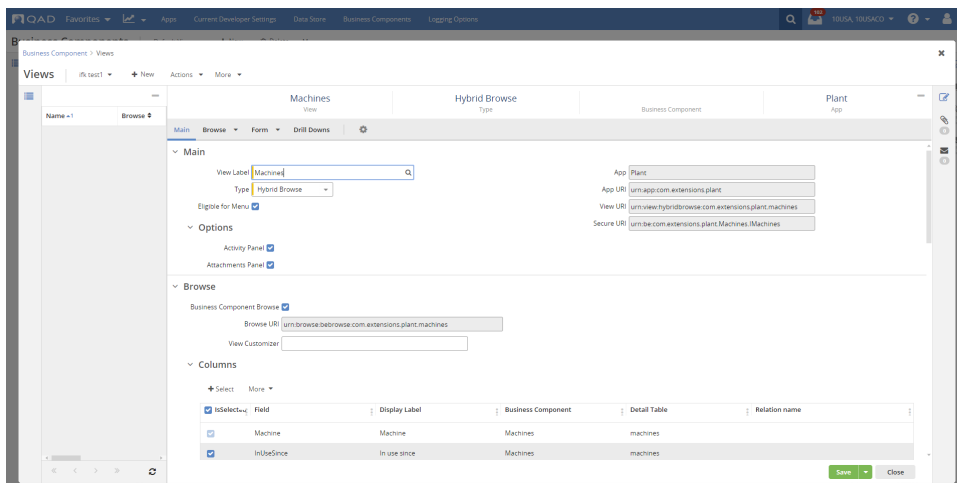 QAD Favorites Apps Current Developer Settings Data Store Business Components Logging Options 102 10USA, 10USACO
Business Component > Views
Views ifk test1 + New Actions More
Machines Hybrid Browse Plant
View Type Business Component App
Name 1 Browse
Main Browse Form Drill Downs
Main
View Label Machines App Plant
Type Hybrid Browse App URI urn:app:com.extensions.plant
Eligible for Menu View URI urn:view:hybridbrowse:com.extensions.plant.machines
Secure URI urn:be:com.extensions.plant.Machines.IMachines
Options
Activity Panel
Attachments Panel
Browse
Business Component Browse
Browse URI urn:browse:bebrowse:com.extensions.plant.machines
View Customizer
Columns
+ Select More
Field Display Label Business Component Detail Table Relation name
Machine Machine Machines machines
InUseSince In use since Machines machines
0
0
Save Close